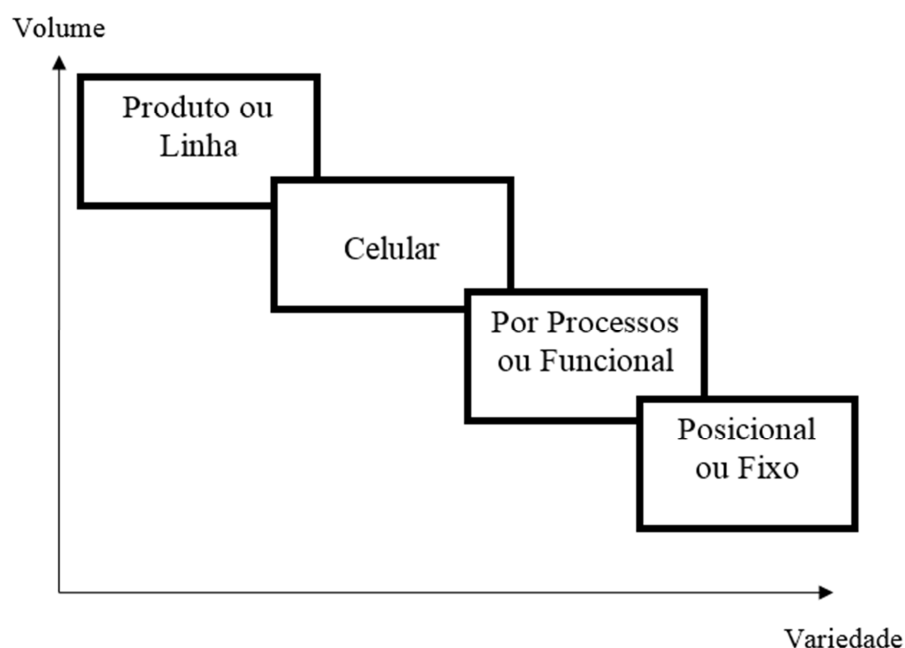 Volume
Produto ou
Linha
Celular
Por Processos
ou Funcional
Posicional
ou Fixo
Variedade